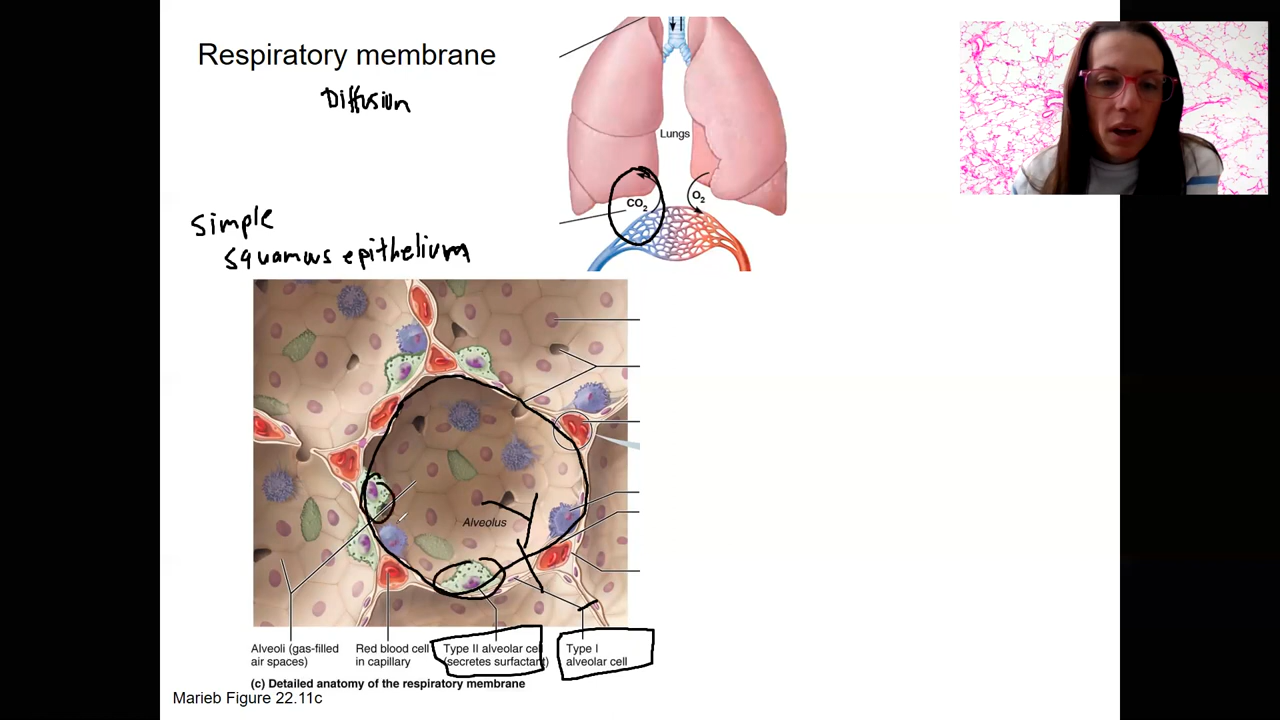 Respiratory membrane
Diffusion
Lungs
CO2
O2
Simple
squamous epithelium
Alveolus
Alveoli (gas-filled
air spaces)
Red blood cell
in capillary
Type II alveolar cell
(secretes surfactant)
Type I
alveolar cell
(c) Detailed anatomy of the respiratory membrane
Marieb Figure 22.11c